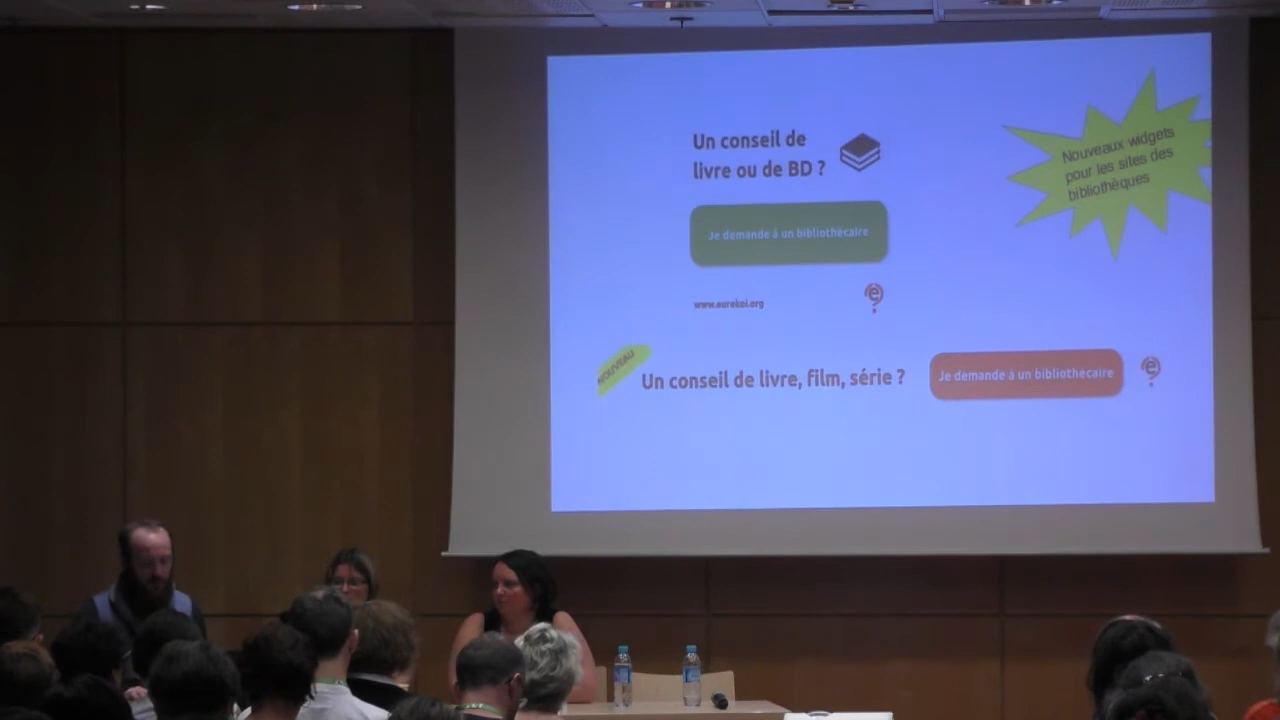 Un conseil de
livre ou de BD ?
Nouveaux widgets
pour les sites des
bibliothèques
Je demande à un bibliothécaire
www.eurekoi.org
NOUVEAU
Un conseil de livre, film, série ?
Je demande à un bibliothécaire